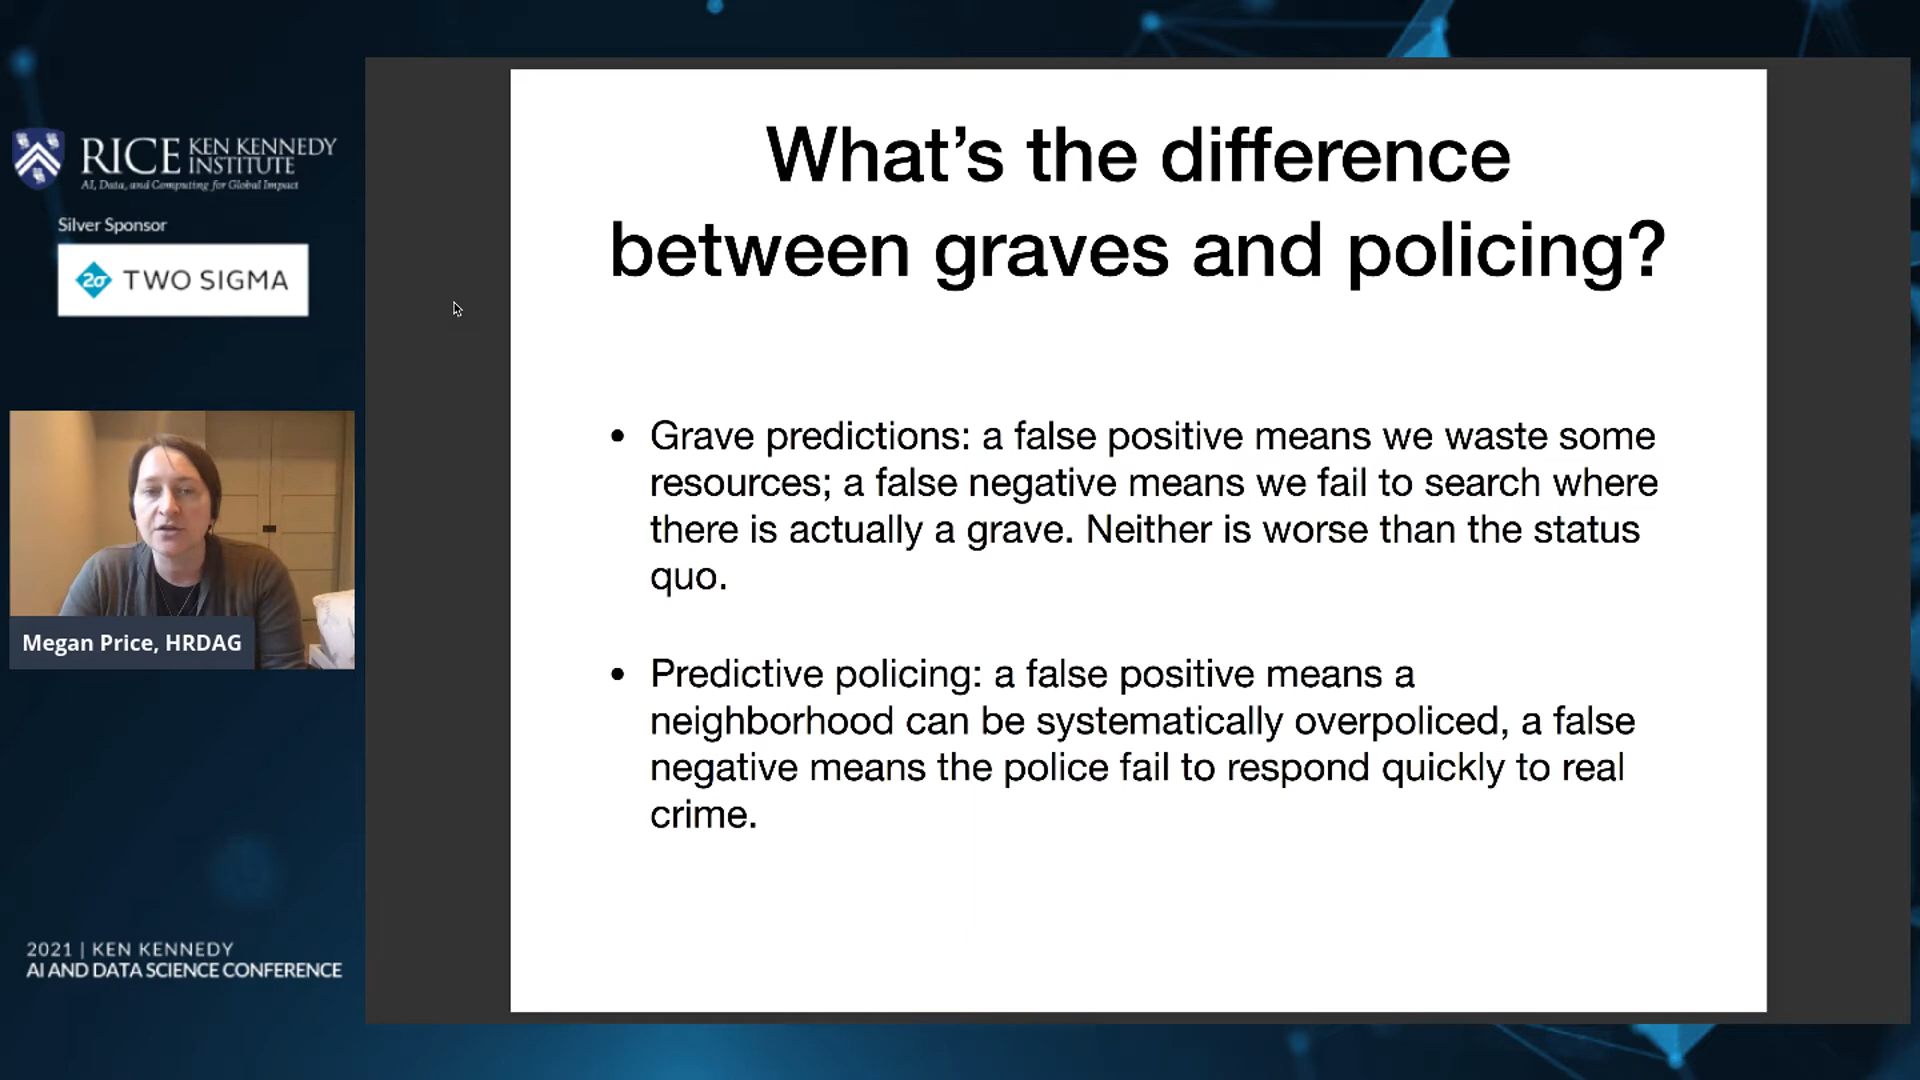 RICE KEN KENNEDY
INSTITUTE
AI, Data, and Computing for Global Impact
Silver Sponsor
2σ TWO SIGMA
Megan Price, HRDAG
2021 | KEN KENNEDY
AI AND DATA SCIENCE CONFERENCE
What’s the difference
between graves and policing?
• Grave predictions: a false positive means we waste some
resources; a false negative means we fail to search where
there is actually a grave. Neither is worse than the status
quo.
• Predictive policing: a false positive means a
neighborhood can be systematically overpoliced, a false
negative means the police fail to respond quickly to real
crime.